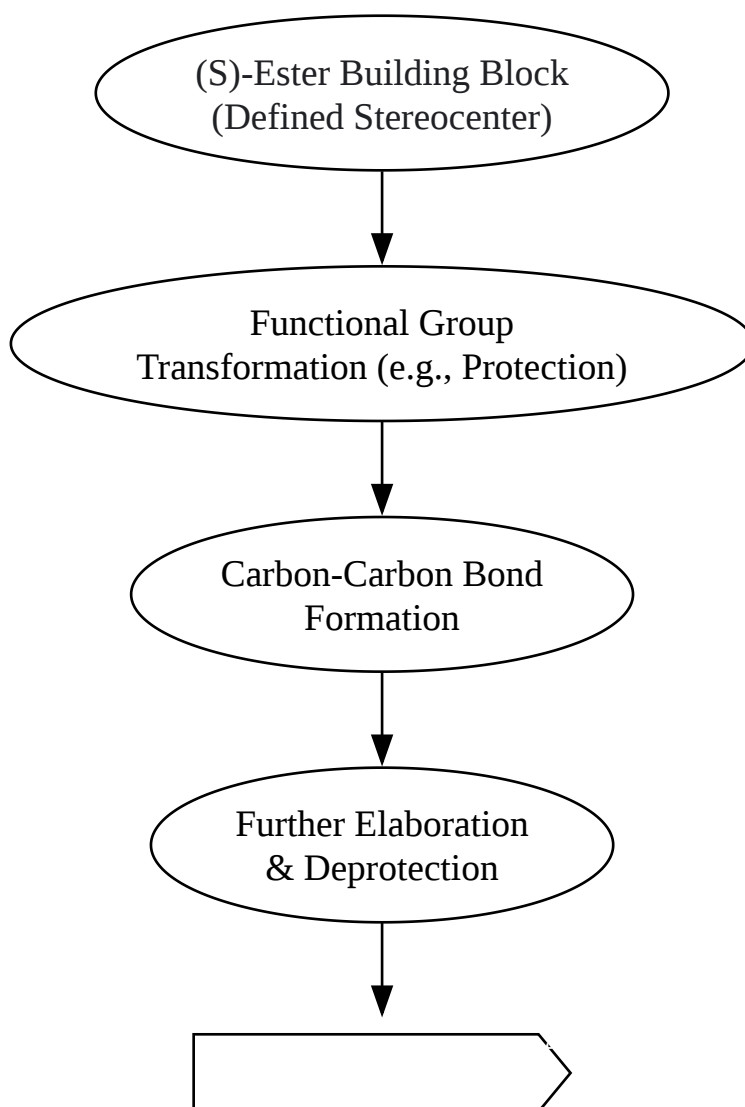 (S)-Ester Building Block
(Defined Stereocenter)
Functional Group
Transformation (e.g., Protection)
Carbon-Carbon Bond
Formation
Further Elaboration
& Deprotection